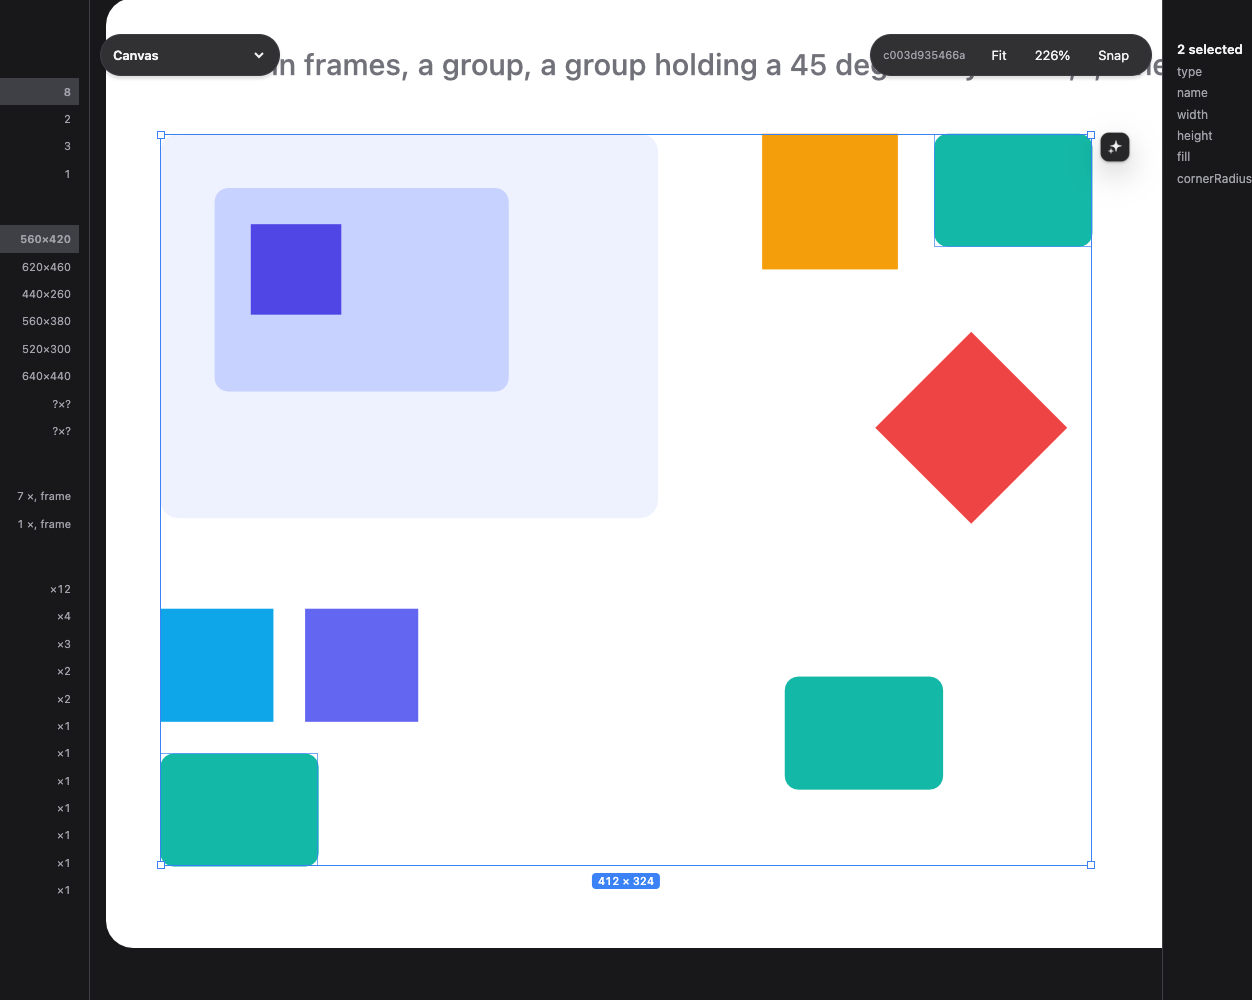 Canvas
n frames, a group, a group holding a 45 deg
c003d935466a
Fit
226%
Snap
8
2
3
1
560×420
620×460
440×260
560×380
520×300
640×440
?×?
?×?
7 ×, frame
1 ×, frame
×12
×4
×3
×2
×2
×1
×1
×1
×1
×1
×1
×1
412 × 324
2 selected
type
name
width
height
fill
cornerRadius